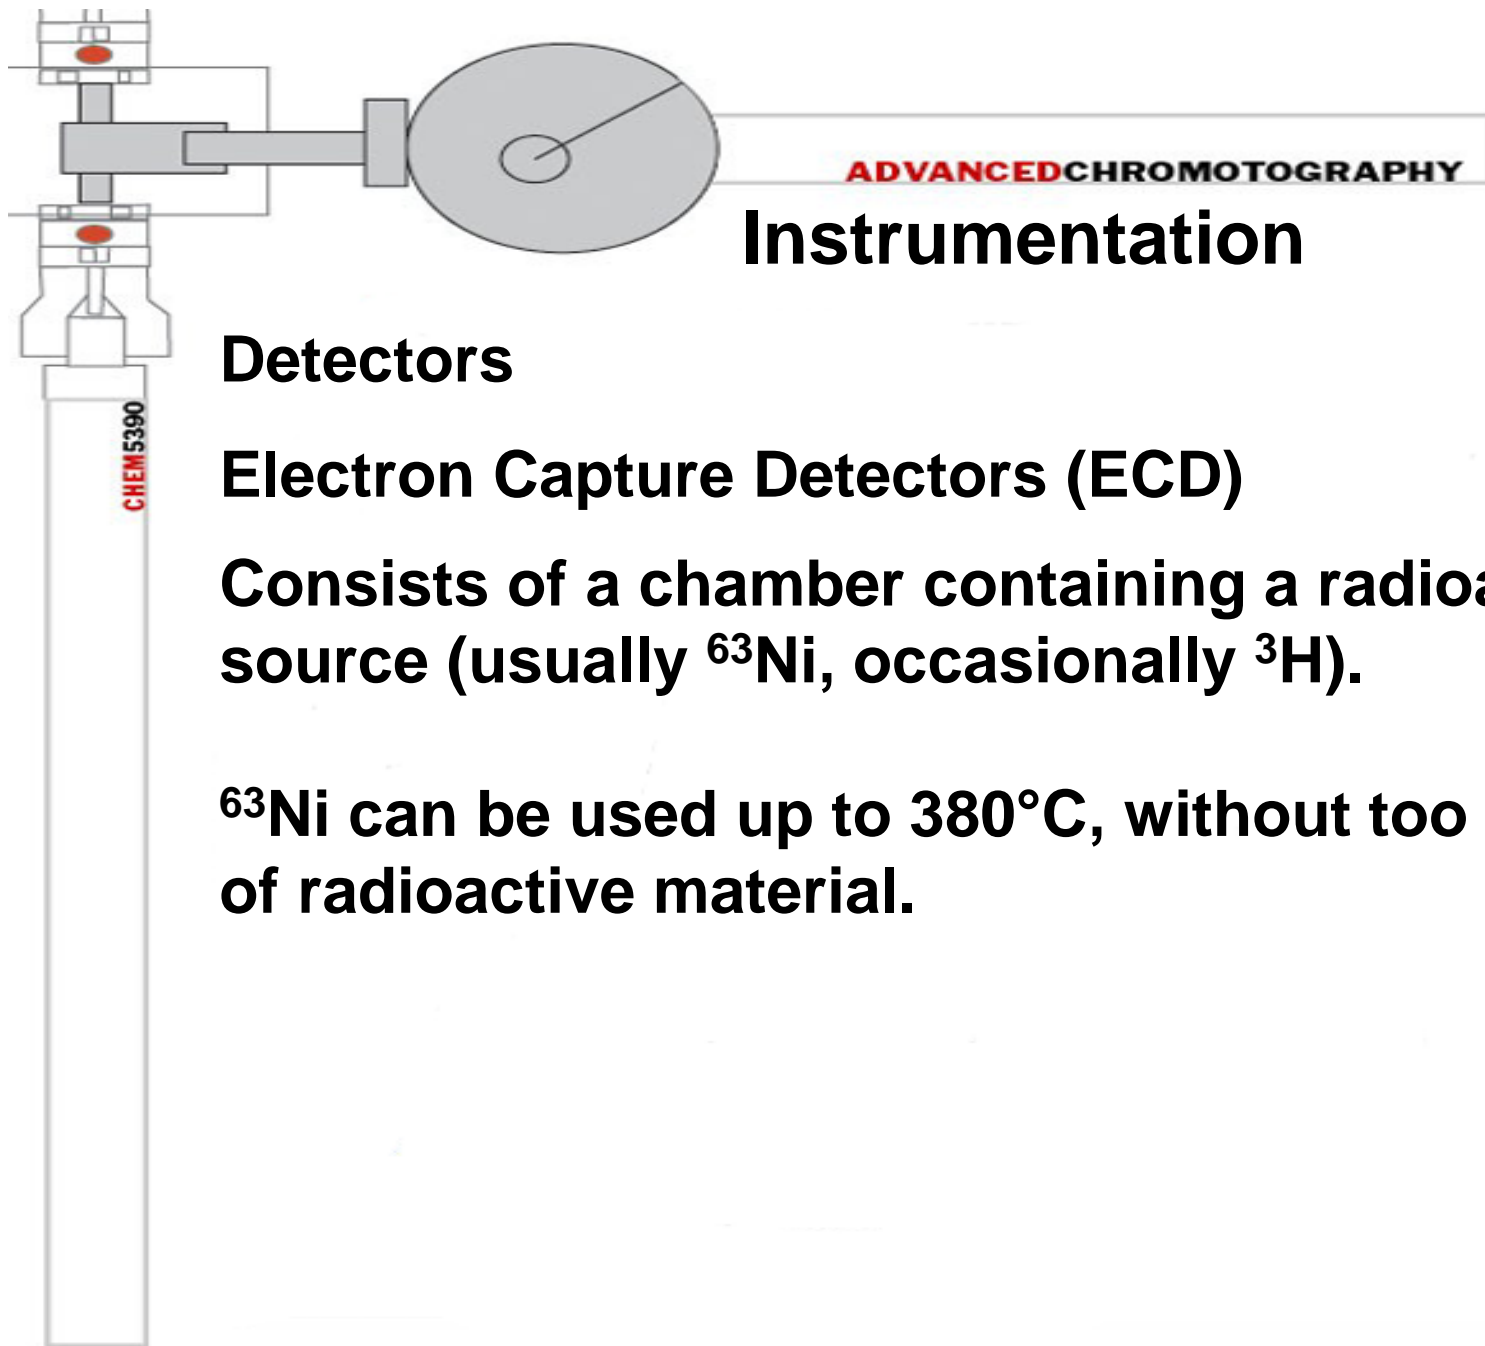 ADVANCEDCHROMOTOGRAPHY
Instrumentation
Detectors
CHEM5390
Electron Capture Detectors (ECD)
Consists of a chamber containing a radioa
source (usually ⁶³Ni, occasionally ³H).
⁶³Ni can be used up to 380°C, without too
of radioactive material.